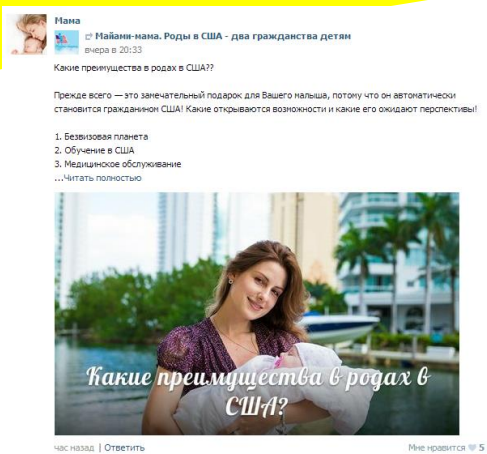 Мама
Майами-мама. Роды в США - два гражданства детям
вчера в 20:33
Какие преимущества в родах в США??
Прежде всего — это замечательный подарок для Вашего малыша, потому что он автоматически
становится гражданином США! Какие открываются возможности и какие его ожидают перспективы!
1. Безвизовая планета
2. Обучение в США
3. Медицинское обслуживание
...Читать полностью
Какие преимущества в родах в
США?
час назад | Ответить
Мне нравится 5